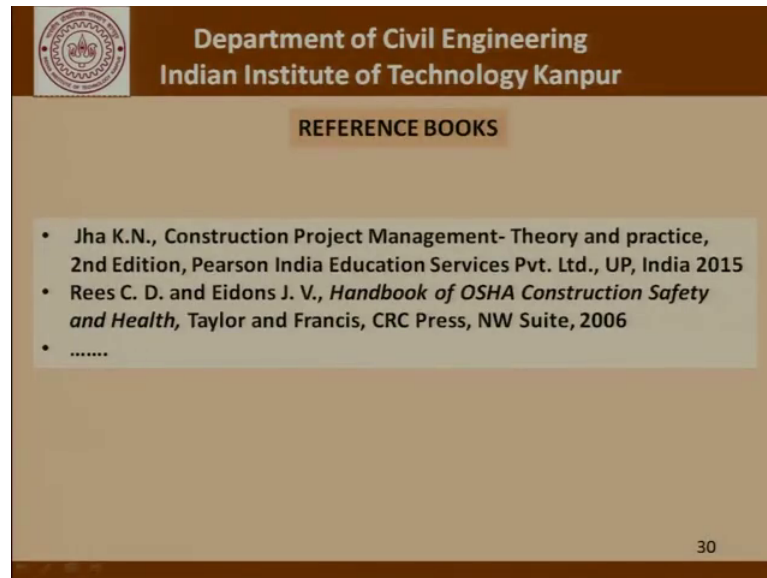 Department of Civil Engineering
Indian Institute of Technology Kanpur
REFERENCE BOOKS
• Jha K.N., Construction Project Management- Theory and practice,
2nd Edition, Pearson India Education Services Pvt. Ltd., UP, India 2015
• Rees C. D. and Eidons J. V., Handbook of OSHA Construction Safety
and Health, Taylor and Francis, CRC Press, NW Suite, 2006
• .......
30